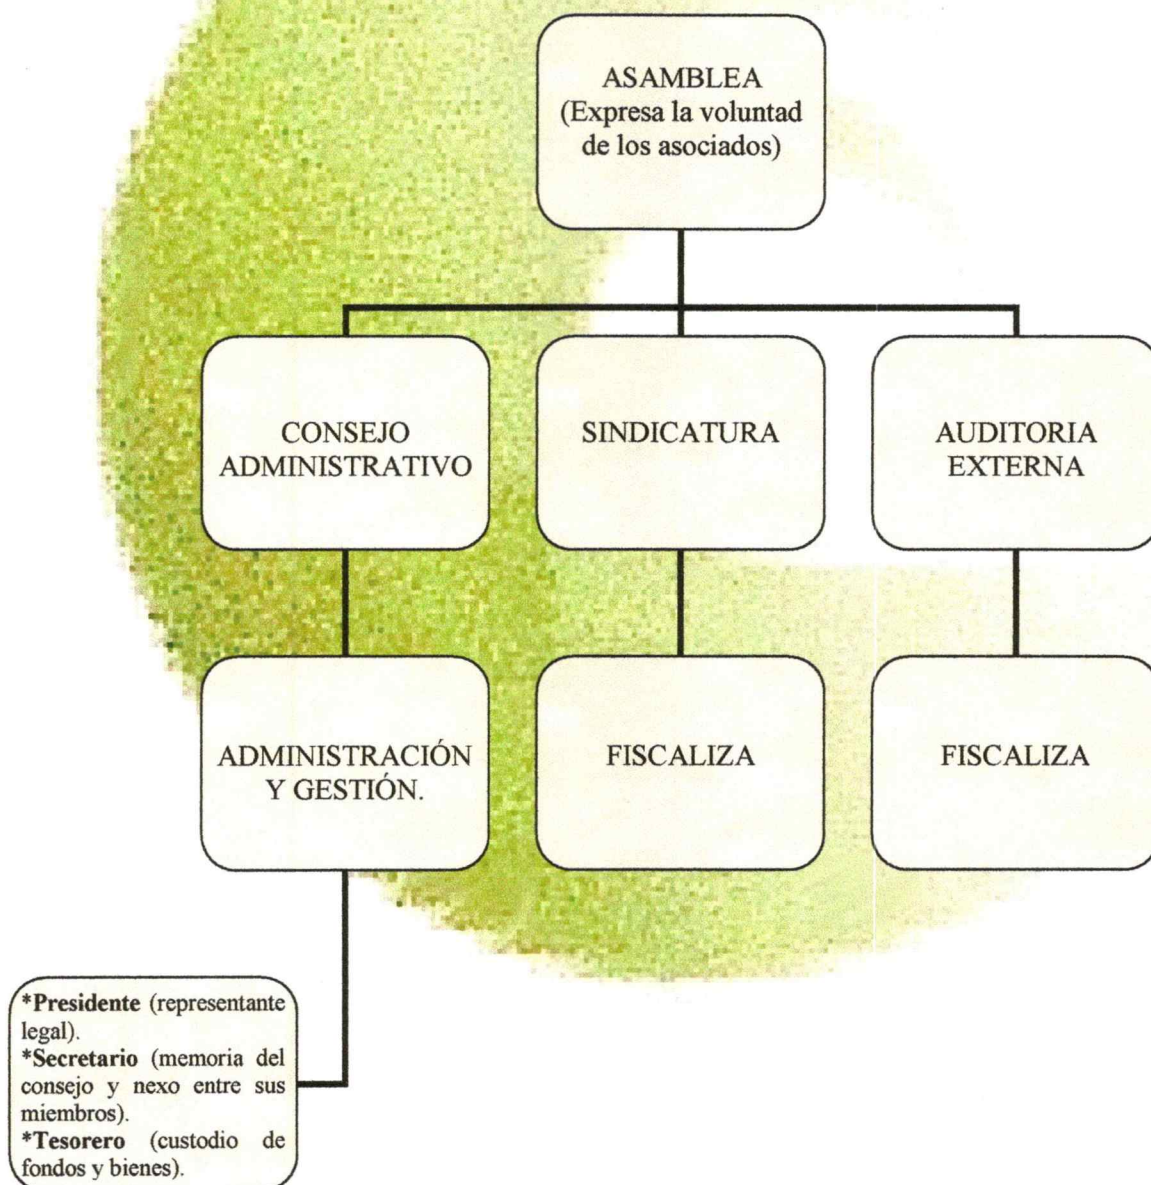 ASAMBLEA
(Expresa la voluntad
de los asociados)
CONSEJO
ADMINISTRATIVO
SINDICATURA
AUDITORIA
EXTERNA
ADMINISTRACIÓN
Y GESTIÓN.
FISCALIZA
FISCALIZA
*Presidente (representante
legal).
*Secretario (memoria del
consejo y nexo entre sus
miembros).
*Tesorero (custodio de
fondos y bienes).